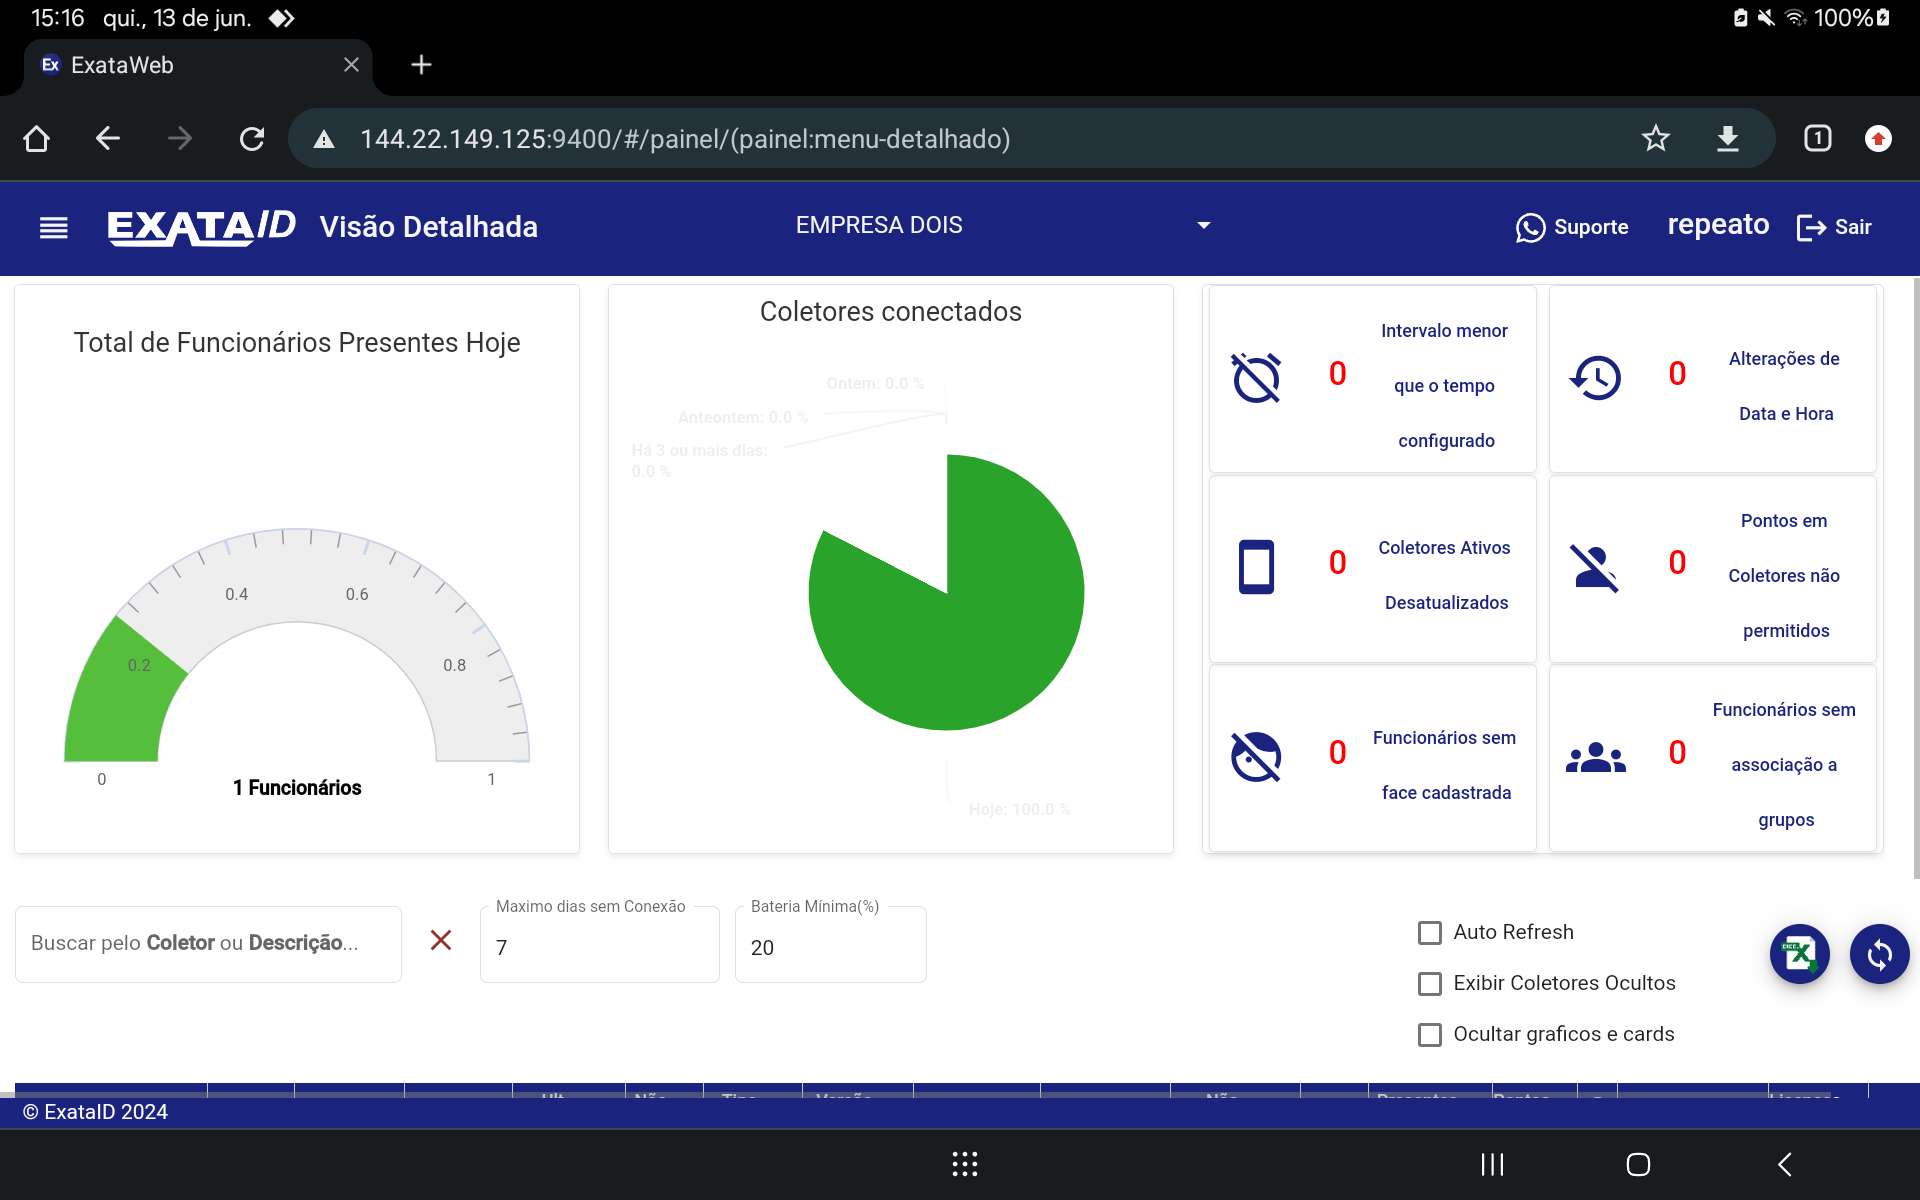 15:16 qui., 13 de jun.
100%
Ex ExataWeb
144.22.149.125:9400/#/painel/(painel:menu-detalhado)
1
EXATAID Visão Detalhada
EMPRESA DOIS
Suporte
repeato
Sair
Total de Funcionários Presentes Hoje
0
0.2
0.4
0.6
0.8
1
1 Funcionários
Coletores conectados
Ontem: 0.0 %
Anteontem: 0.0 %
Há 3 ou mais dias:
0.0 %
Hoje: 100.0 %
0
Intervalo menor
que o tempo
configurado
0
Alterações de
Data e Hora
0
Coletores Ativos
Desatualizados
0
Pontos em
Coletores não
permitidos
0
Funcionários sem
face cadastrada
0
Funcionários sem
associação a
grupos
Buscar pelo Coletor ou Descrição...
Maximo dias sem Conexão
7
Bateria Mínima(%)
20
Auto Refresh
Exibir Coletores Ocultos
Ocultar graficos e cards
© ExataID 2024